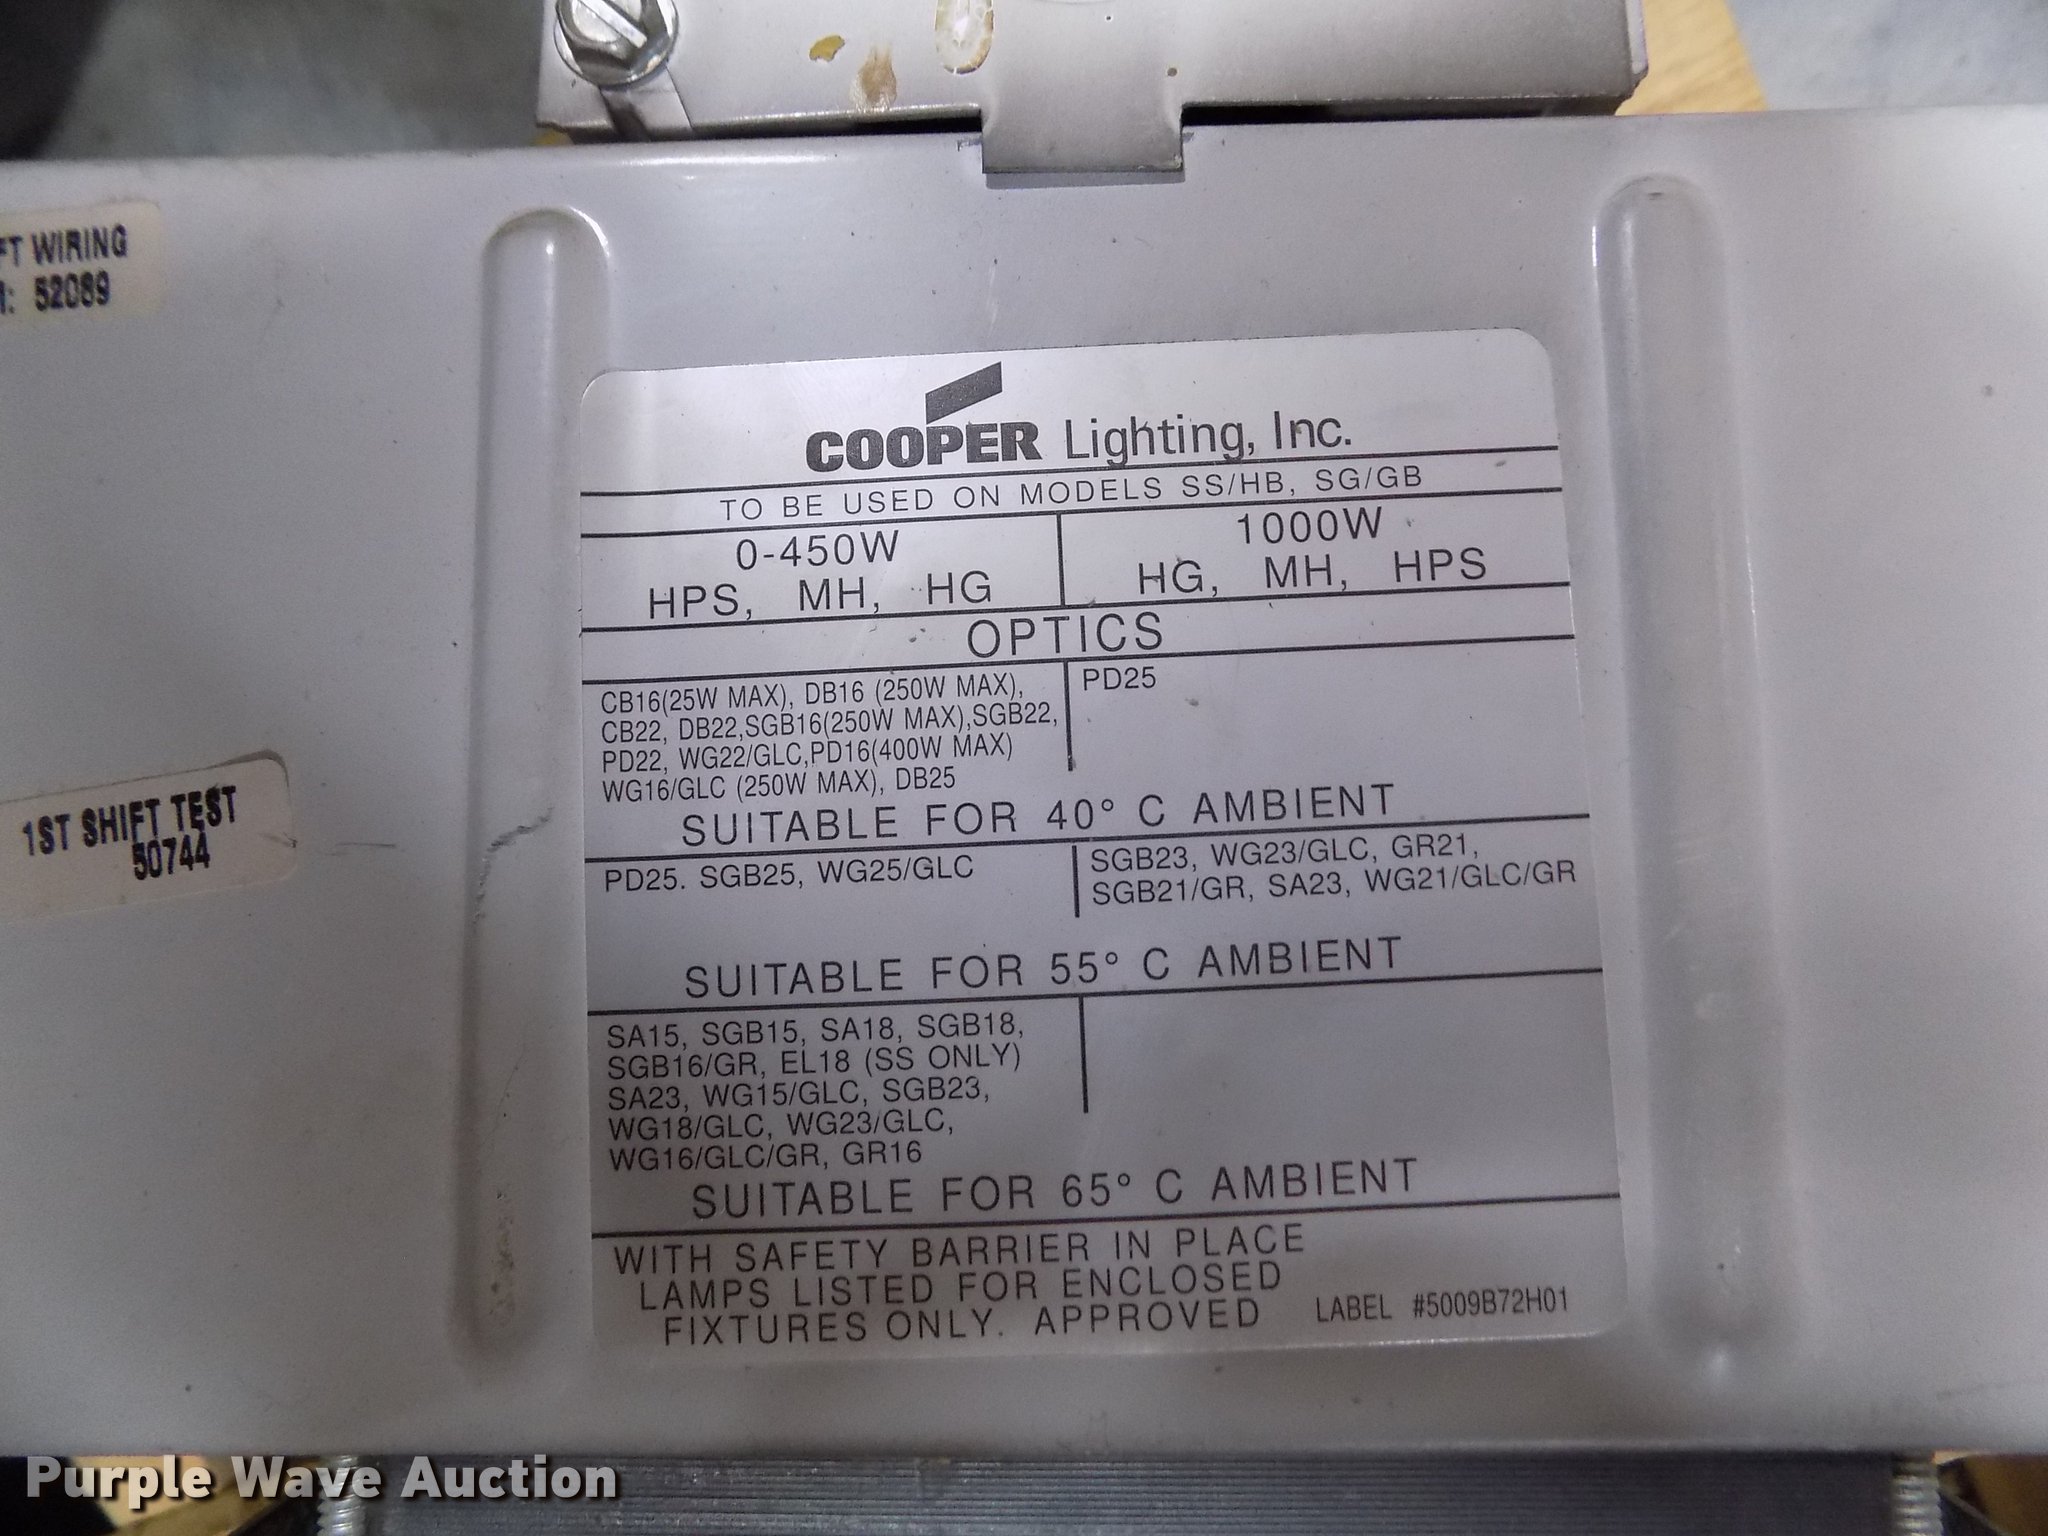 FT WIRING
: 52089
COOPER Lighting, Inc.
TO BE USED ON MODELS SS/HB, SG/GB
0-450W
HPS, MH, HG
1000W
HG, MH, HPS
OPTICS
CB16(25W MAX), DB16 (250W MAX),
CB22, DB22,SGB16(250W MAX),SGB22,
PD22, WG22/GLC,PD16(400W MAX)
WG16/GLC (250W MAX), DB25
PD25
SUITABLE FOR 40° C AMBIENT
1ST SHIFT TEST
50744
PD25. SGB25, WG25/GLC
SGB23, WG23/GLC, GR21,
SGB21/GR, SA23, WG21/GLC/GR
SUITABLE FOR 55° C AMBIENT
SA15, SGB15, SA18, SGB18,
SGB16/GR, EL18 (SS ONLY)
SA23, WG15/GLC, SGB23,
WG18/GLC, WG23/GLC,
WG16/GLC/GR, GR16
SUITABLE FOR 65° C AMBIENT
WITH SAFETY BARRIER IN PLACE
LAMPS LISTED FOR ENCLOSED
FIXTURES ONLY. APPROVED
LABEL #5009B72H01
Purple Wave Auction